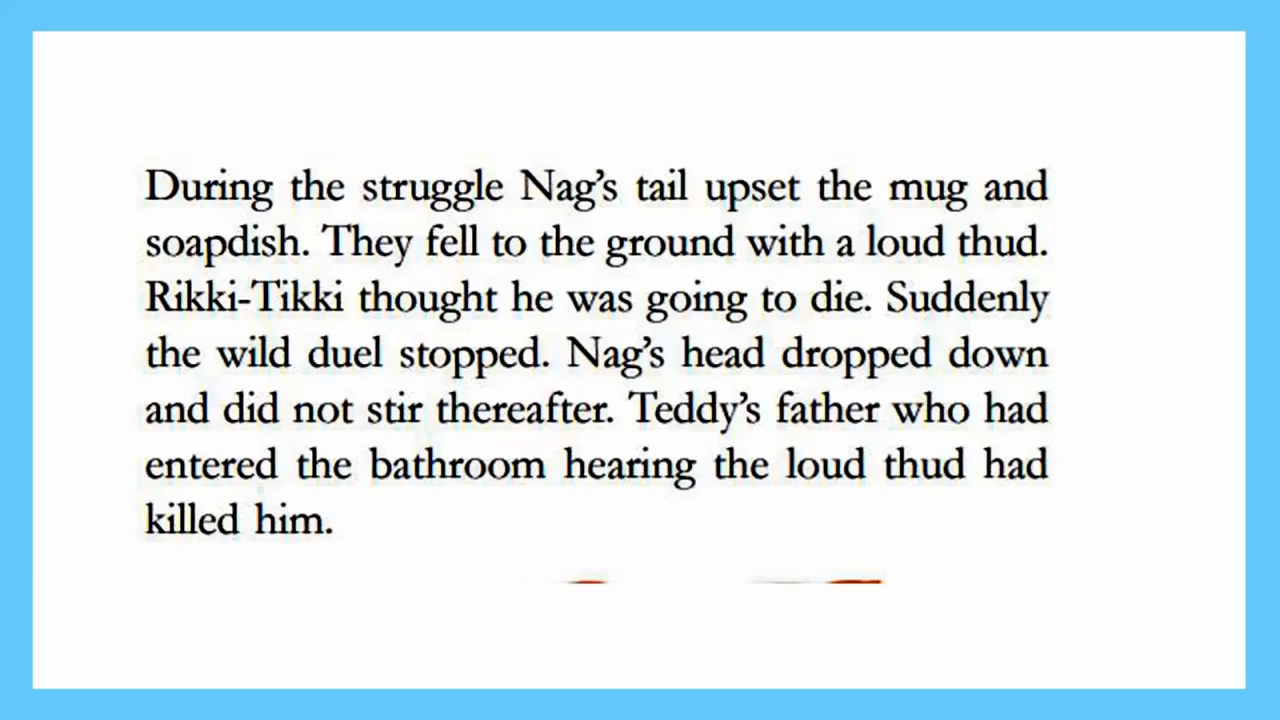 During the struggle Nag's tail upset the mug and
soapdish. They fell to the ground with a loud thud.
Rikki-Tikki thought he was going to die. Suddenly
the wild duel stopped. Nag's head dropped down
and did not stir thereafter. Teddy's father who had
entered the bathroom hearing the loud thud had
killed him.